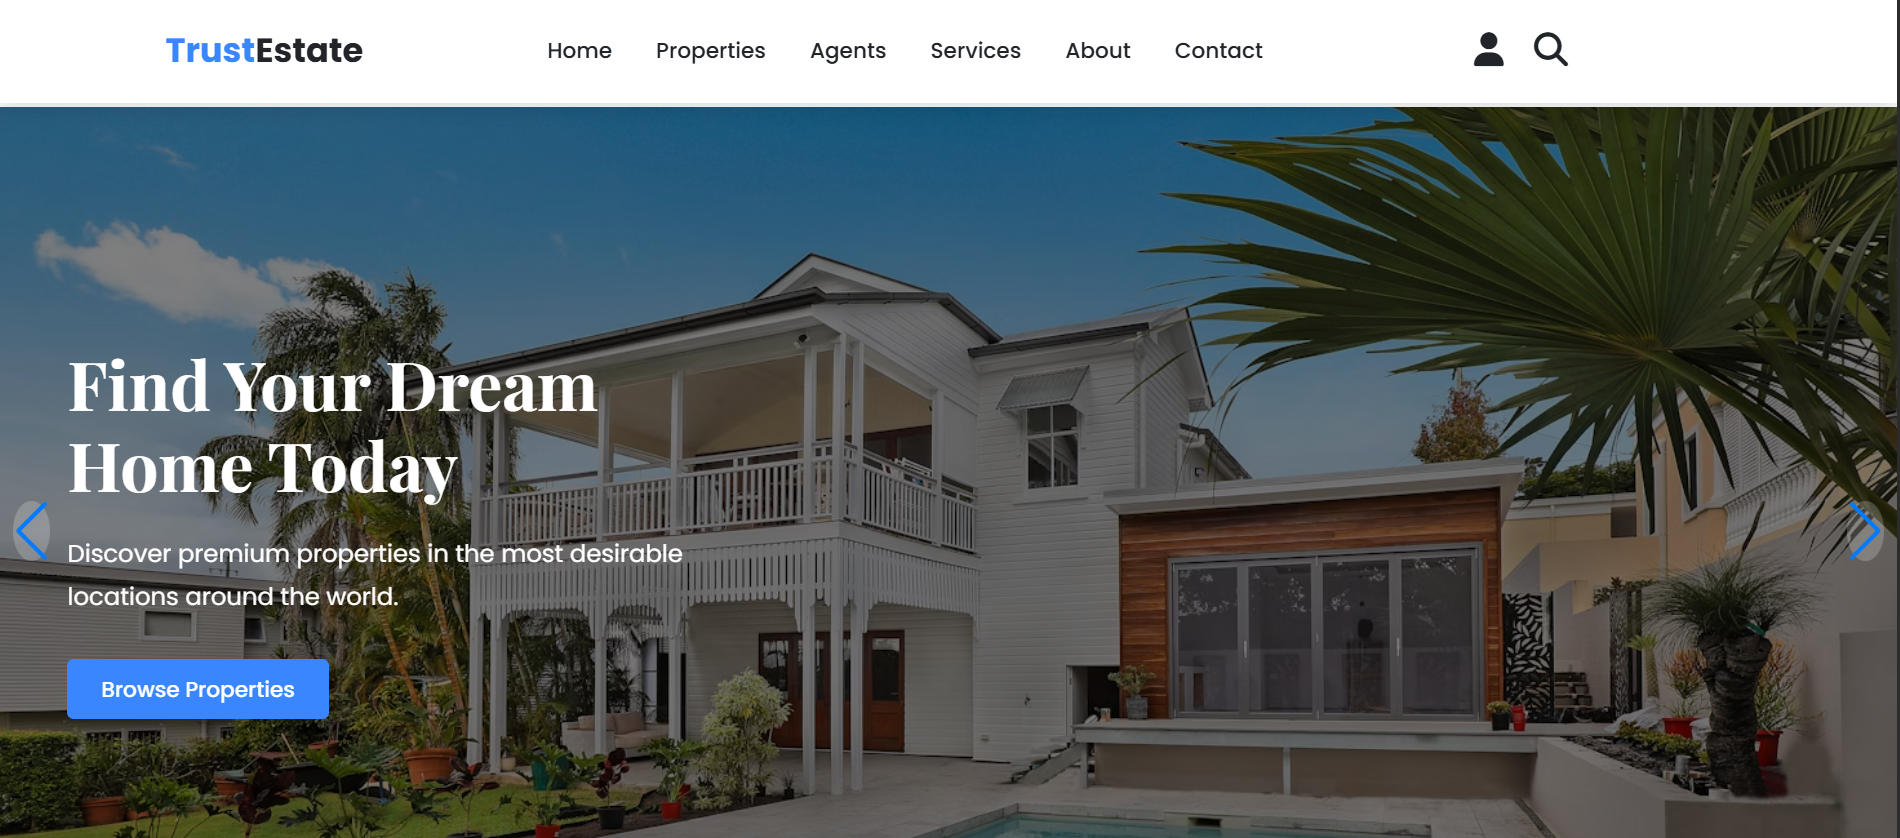 TrustEstate
Home Properties Agents Services About Contact
Find Your Dream
Home Today
Discover premium properties in the most desirable
locations around the world.
Browse Properties